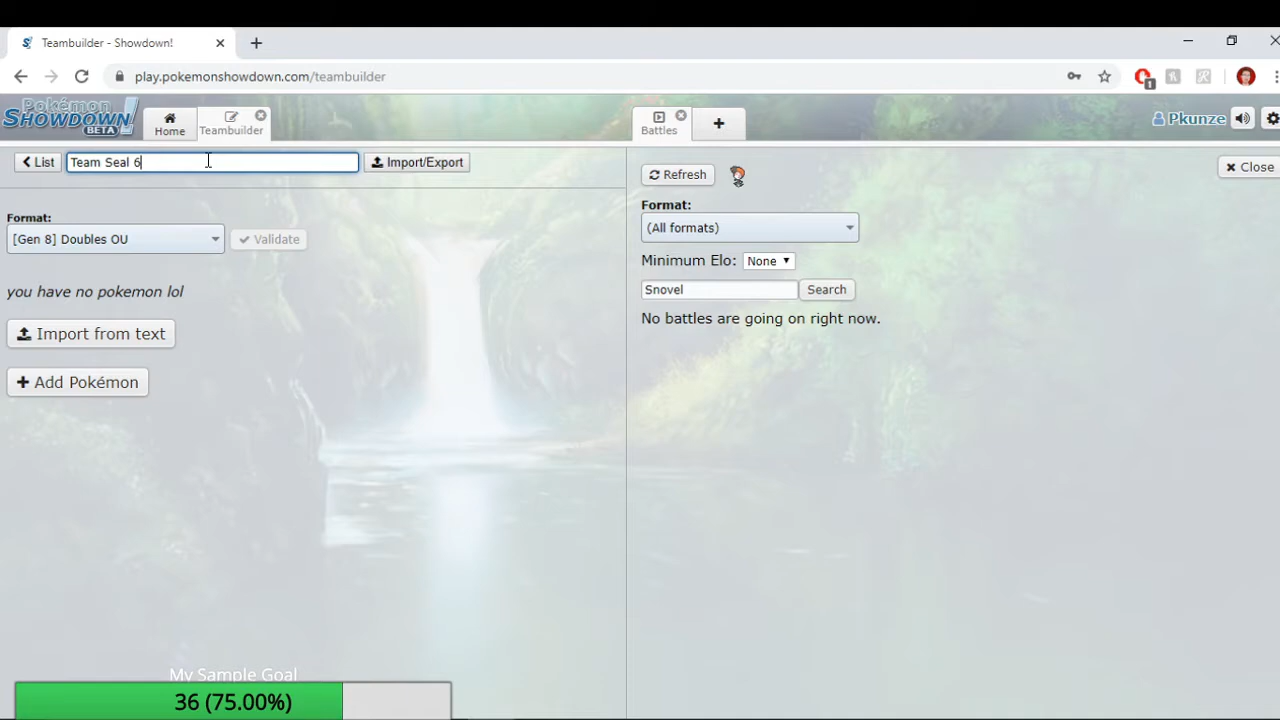 Teambuilder - Showdown!
play.pokemonshowdown.com/teambuilder
1
Pokémon
SHOWDOWN!
BETA
Home
Teambuilder
Battles
Pkunze
List
Team Seal 6
Import/Export
Refresh
Close
Format:
[Gen 8] Doubles OU
Validate
Format:
(All formats)
Minimum Elo: None
you have no pokemon lol
Snovel
Search
No battles are going on right now.
Import from text
Add Pokémon
My Sample Goal
36 (75.00%)